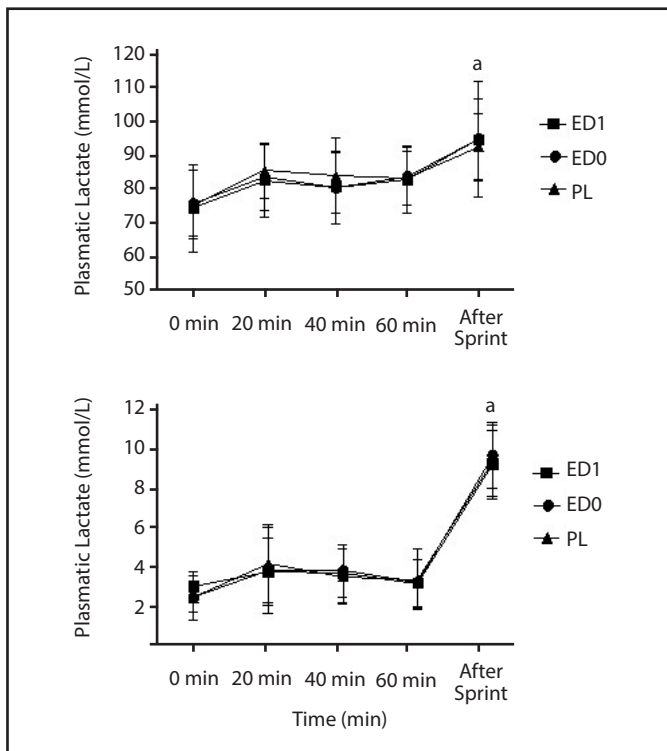 Plasmatic Lactate (mmol/L)
120
110
100
90
80
70
60
50
a
ED1
ED0
PL
0 min 20 min 40 min 60 min After
Sprint
Plasmatic Lactate (mmol/L)
12
10
8
6
4
2
a
ED1
ED0
PL
0 min 20 min 40 min 60 min After
Sprint
Time (min)